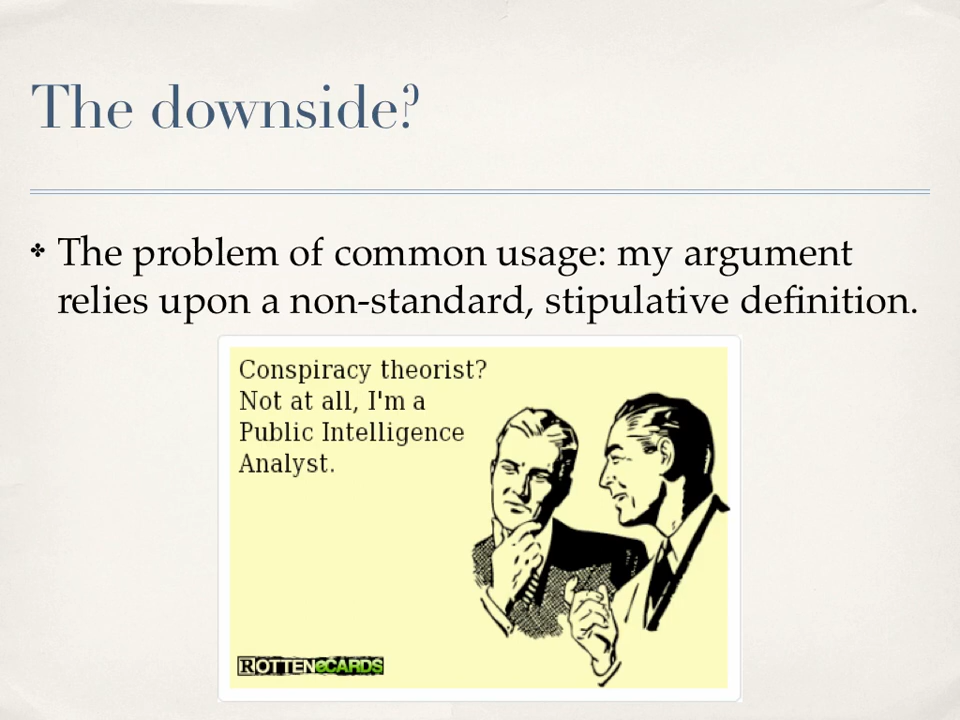 The downside?
✤ The problem of common usage: my argument
relies upon a non-standard, stipulative definition.
Conspiracy theorist?
Not at all, I'm a
Public Intelligence
Analyst.
ROTTENeCARDS